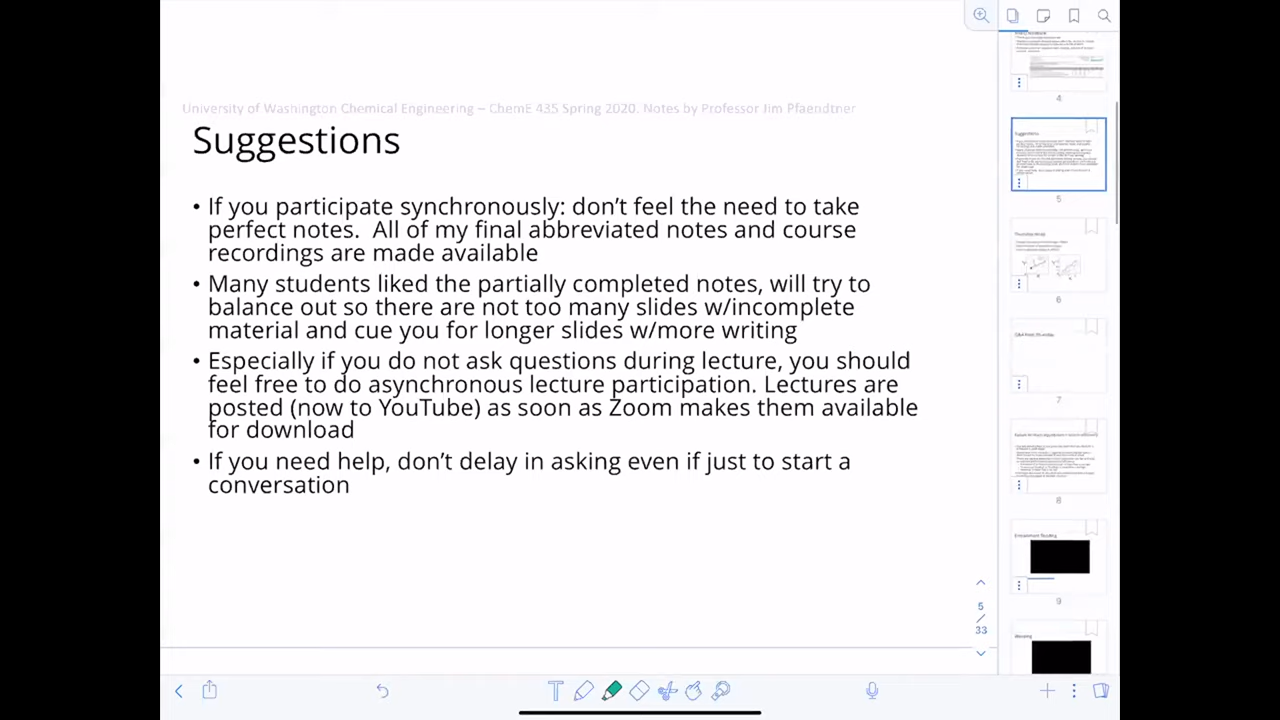 University of Washington Chemical Engineering – ChemE 435 Spring 2020. Notes by Professor Jim Pfaendtner
Suggestions
• If you participate synchronously: don't feel the need to take
perfect notes.  All of my final abbreviated notes and course
recordings are made available
• Many students liked the partially completed notes, will try to
balance out so there are not too many slides w/incomplete
material and cue you for longer slides w/more writing
• Especially if you do not ask questions during lecture, you should
feel free to do asynchronous lecture participation. Lectures are
posted (now to YouTube) as soon as Zoom makes them available
for download
• If you need help, don't delay in asking even if just to start a
conversation
5
/
33
4
Suggestions
5
6
7
8
9